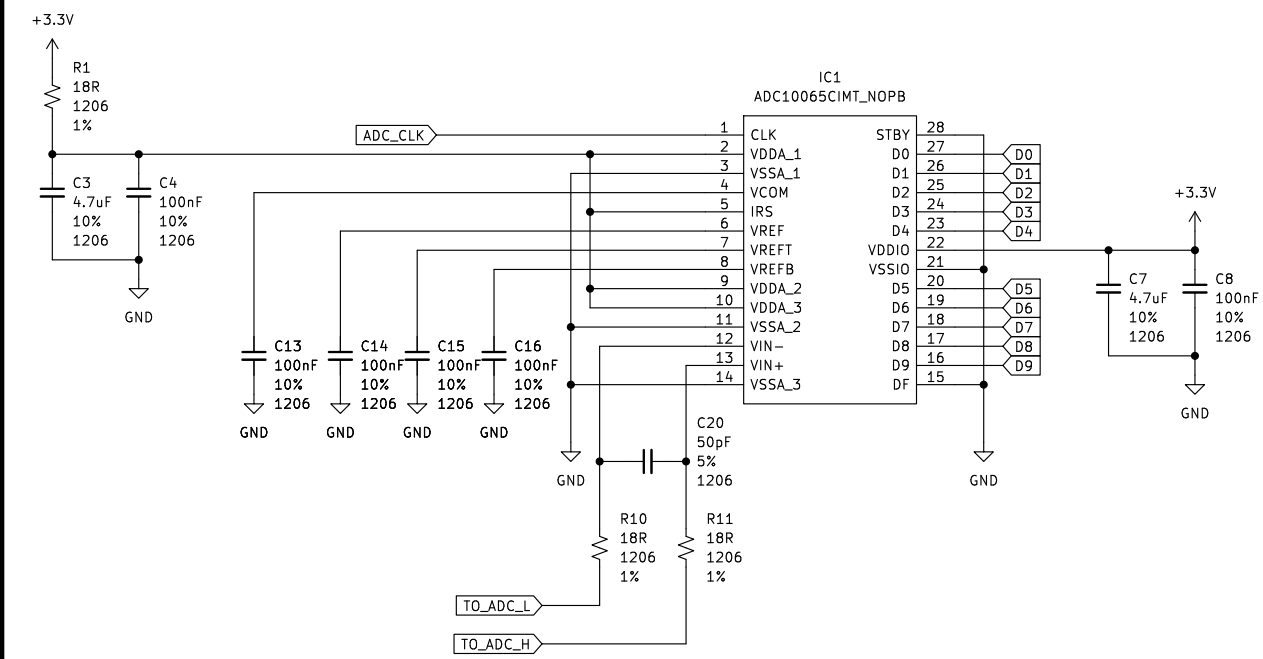 +3.3V
R1
18R
1206
1%
C3
4.7uF
10%
1206
C4
100nF
10%
1206
GND
ADC_CLK
IC1
ADC10065CIMT_NOPB
1 CLK
2 VDDA_1
3 VSSA_1
4 VCOM
5 IRS
6 VREF
7 VREFT
8 VREFB
9 VDDA_2
10 VDDA_3
11 VSSA_2
12 VIN-
13 VIN+
14 VSSA_3
STBY 28
D0 27 D0
D1 26 D1
D2 25 D2
D3 24 D3
D4 23 D4
VDDIO 22
VSSIO 21
D5 20 D5
D6 19 D6
D7 18 D7
D8 17 D8
D9 16 D9
DF 15
+3.3V
C7
4.7uF
10%
1206
C8
100nF
10%
1206
GND
C13
100nF
10%
1206
GND
C14
100nF
10%
1206
GND
C15
100nF
10%
1206
GND
C16
100nF
10%
1206
GND
GND
C20
50pF
5%
1206
GND
R10
18R
1206
1%
R11
18R
1206
1%
TO_ADC_L
TO_ADC_H